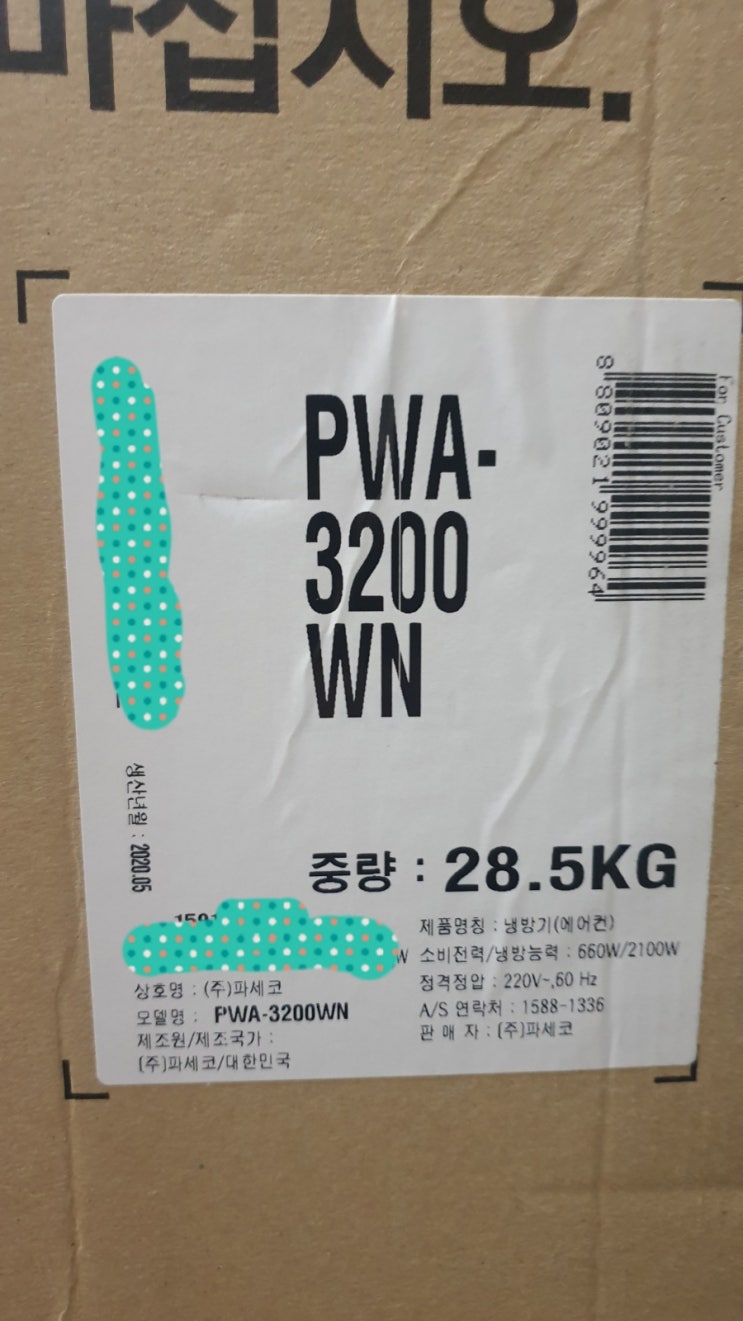 마십시오.
For Customer
8 809021 999964
PWA-
3200
WN
생산년월 : 2020.05
중량 : 28.5KG
제품명칭 : 냉방기(에어컨)
소비전력/냉방능력 : 660W/2100W
정격정압 : 220V~,60 Hz
A/S 연락처 : 1588-1336
판 매 자 : (주)파세코
상호명 : (주)파세코
모델명 : PWA-3200WN
제조원/제조국가 :
(주)파세코/대한민국